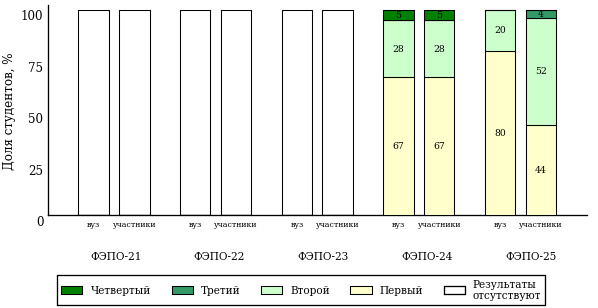 Доля студентов, %
100
75
50
25
0
5 5 4
28 28 20 52
67 67 80 44
вуз участники вуз участники вуз участники вуз участники вуз участники
ФЭПО-21 ФЭПО-22 ФЭПО-23 ФЭПО-24 ФЭПО-25
Четвертый Третий Второй Первый Результаты
отсутствуют